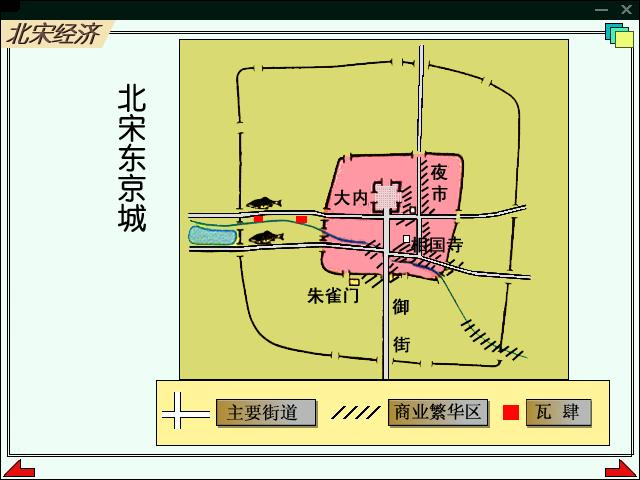 北宋经济
北宋东京城
夜市
大内
相国寺
朱雀门
御街
主要街道
商业繁华区
瓦肆